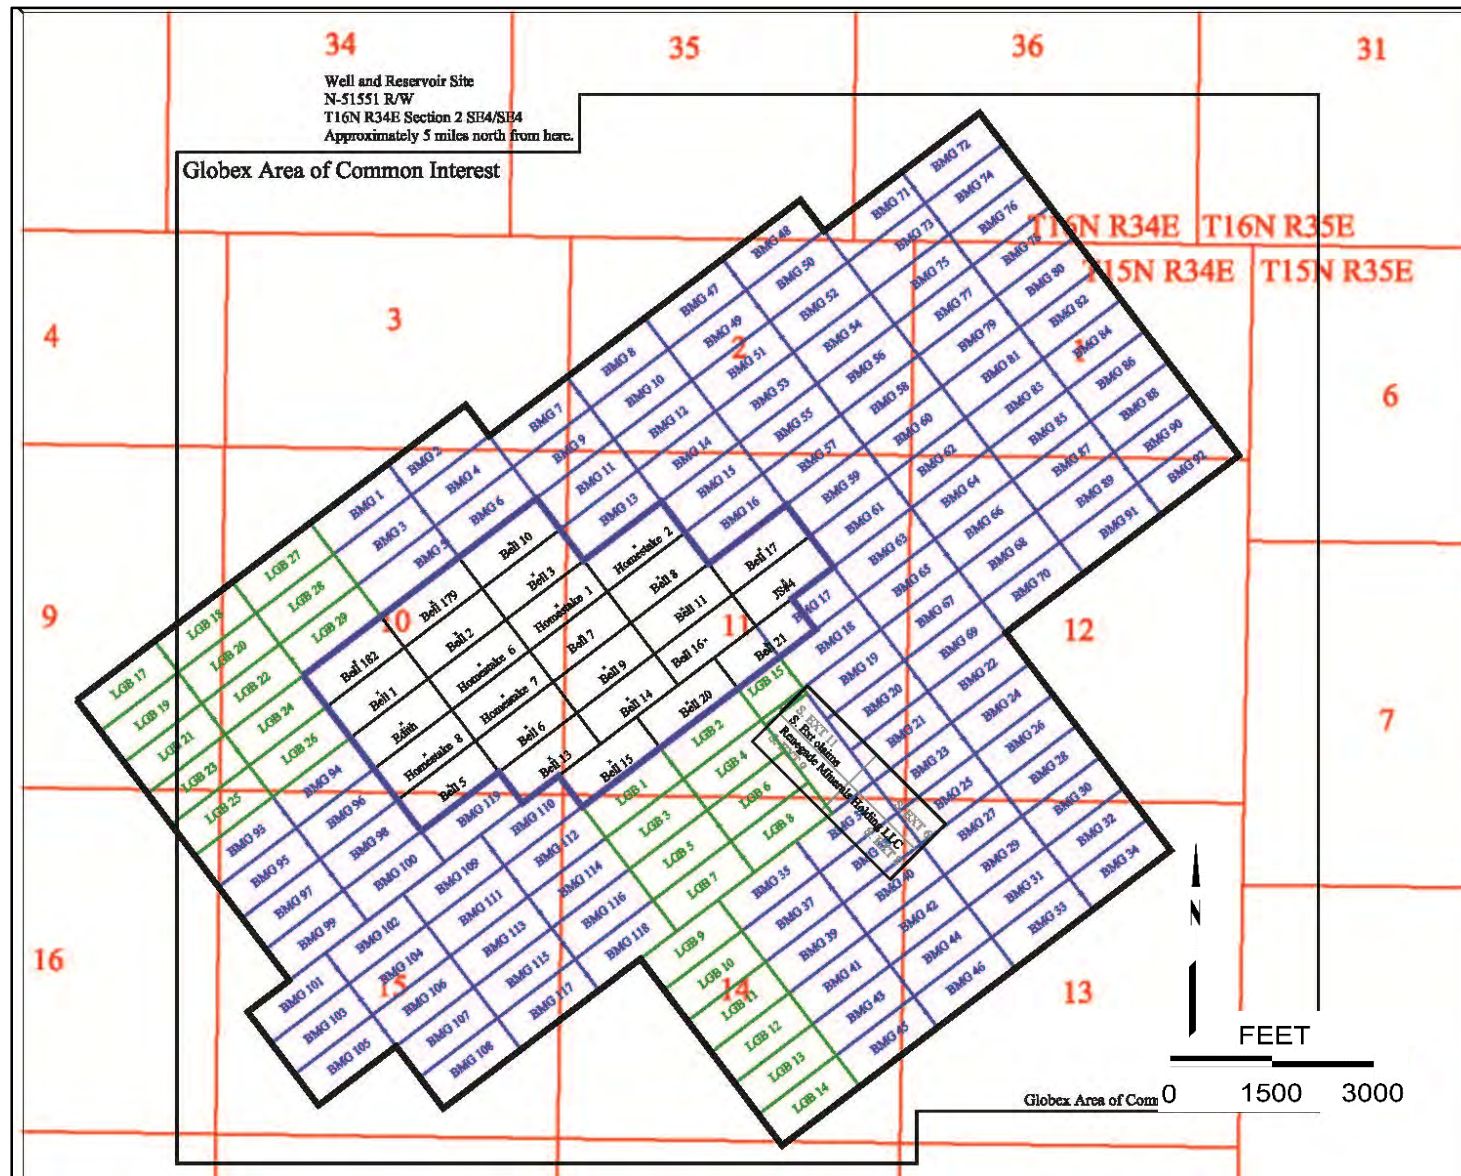 34
35
36
31
Well and Reservoir Site
N-51551 R/W
T16N R34E Section 2 SE4/SE4
Approximately 5 miles north from here.
Globex Area of Common Interest
T16N R34E
T16N R35E
T15N R34E
T15N R35E
4
3
2
1
6
9
10
11
12
7
16
15
14
13
BMG 72
BMG 71
BMG 74
BMG 73
BMG 76
BMG 75
BMG 78
BMG 77
BMG 80
BMG 79
BMG 82
BMG 81
BMG 84
BMG 83
BMG 86
BMG 85
BMG 88
BMG 87
BMG 90
BMG 89
BMG 92
BMG 91
BMG 48
BMG 47
BMG 50
BMG 49
BMG 52
BMG 51
BMG 54
BMG 53
BMG 56
BMG 55
BMG 58
BMG 57
BMG 60
BMG 59
BMG 62
BMG 61
BMG 64
BMG 63
BMG 66
BMG 65
BMG 68
BMG 67
BMG 70
BMG 69
BMG 8
BMG 7
BMG 10
BMG 9
BMG 12
BMG 11
BMG 14
BMG 13
BMG 15
BMG 16
BMG 17
BMG 18
BMG 19
BMG 20
BMG 21
BMG 22
BMG 23
BMG 24
BMG 25
BMG 26
BMG 27
BMG 28
BMG 29
BMG 30
BMG 31
BMG 32
BMG 33
BMG 34
BMG 2
BMG 1
BMG 4
BMG 3
BMG 6
BMG 5
LGB 27
LGB 28
LGB 29
LGB 18
LGB 17
LGB 20
LGB 19
LGB 22
LGB 21
LGB 24
LGB 23
LGB 26
LGB 25
Bell 10
Bell 179
Bell 182
Bell 3
Bell 2
Bell 1
Homestake 2
Homestake 1
Homestake 6
Edith
Bell 8
Bell 7
Homestake 7
Homestake 8
Bell 17
Bell 11
Bell 9
Bell 6
Bell 5
JS#4
Bell 16
Bell 14
Bell 13
Bell 21
Bell 20
Bell 15
LGB 15
LGB 2
LGB 1
LGB 4
LGB 3
LGB 6
LGB 5
LGB 8
LGB 7
S. EXT 11
S. Ext claims
Renegade Minerals Holding LLC
S. EXT 9
S. EXT 6
BMG 94
BMG 93
BMG 96
BMG 95
BMG 98
BMG 97
BMG 100
BMG 99
BMG 119
BMG 110
BMG 109
BMG 102
BMG 101
BMG 112
BMG 111
BMG 104
BMG 103
BMG 114
BMG 113
BMG 106
BMG 105
BMG 116
BMG 115
BMG 107
BMG 118
BMG 117
BMG 108
BMG 35
BMG 37
BMG 40
BMG 39
BMG 42
BMG 41
BMG 44
BMG 43
BMG 46
BMG 45
LGB 9
LGB 10
LGB 11
LGB 12
LGB 13
LGB 14
N
FEET
0 1500 3000
Globex Area of Com